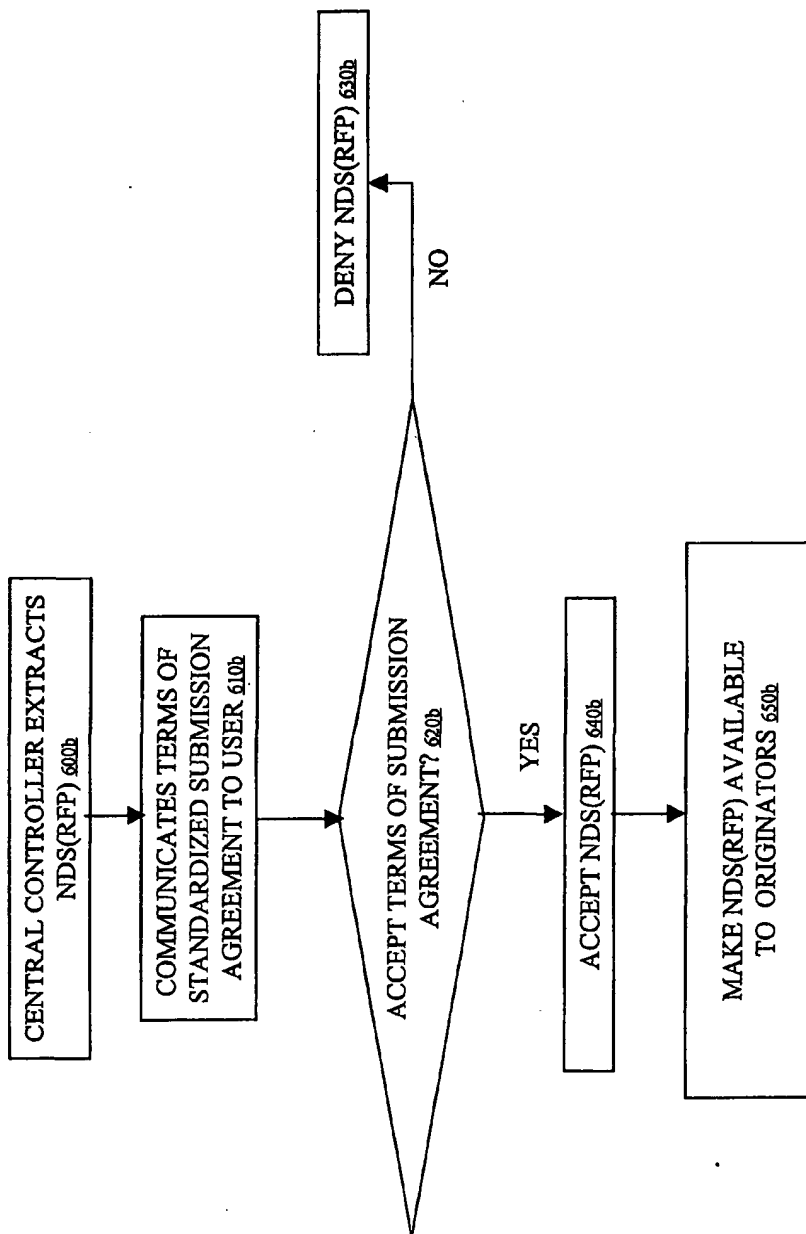 CENTRAL CONTROLLER EXTRACTS
NDS(RFP) 600b
COMMUNICATES TERMS OF
STANDARDIZED SUBMISSION
AGREEMENT TO USER 610b
ACCEPT TERMS OF SUBMISSION
AGREEMENT? 620b
NO
DENY NDS(RFP) 630b
YES
ACCEPT NDS(RFP) 640b
MAKE NDS(RFP) AVAILABLE
TO ORIGINATORS 650b